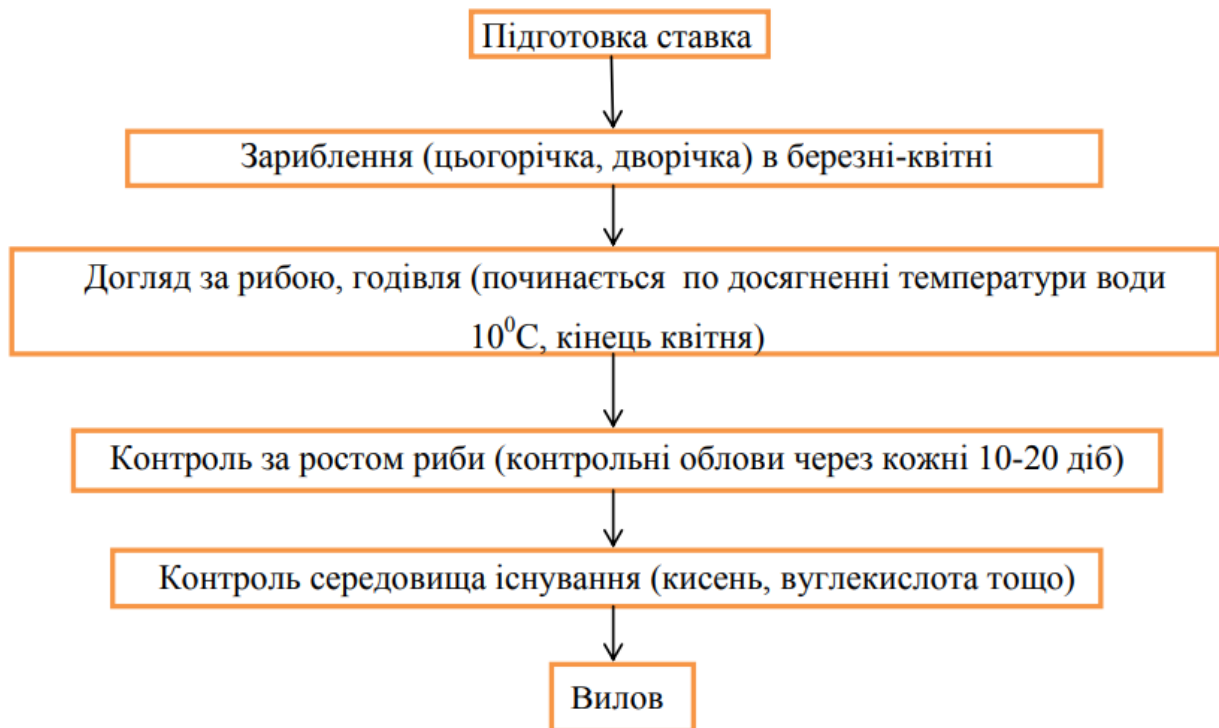 Підготовка ставка
Зариблення (цьогорічка, дворічка) в березні-квітні
Догляд за рибою, годівля (починається по досягненні температури води
10⁰С, кінець квітня)
Контроль за ростом риби (контрольні облови через кожні 10-20 діб)
Контроль середовища існування (кисень, вуглекислота тощо)
Вилов